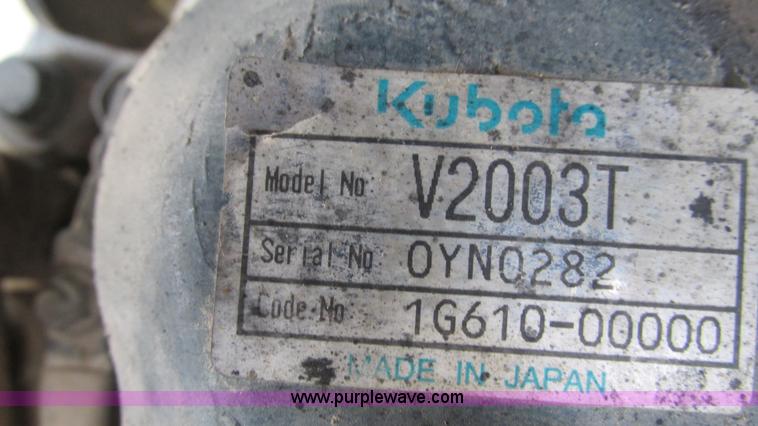 Kubota
Model No V2003T
Serial No 0YN0282
Code No 1G610-00000
MADE IN JAPAN
www.purplewave.com